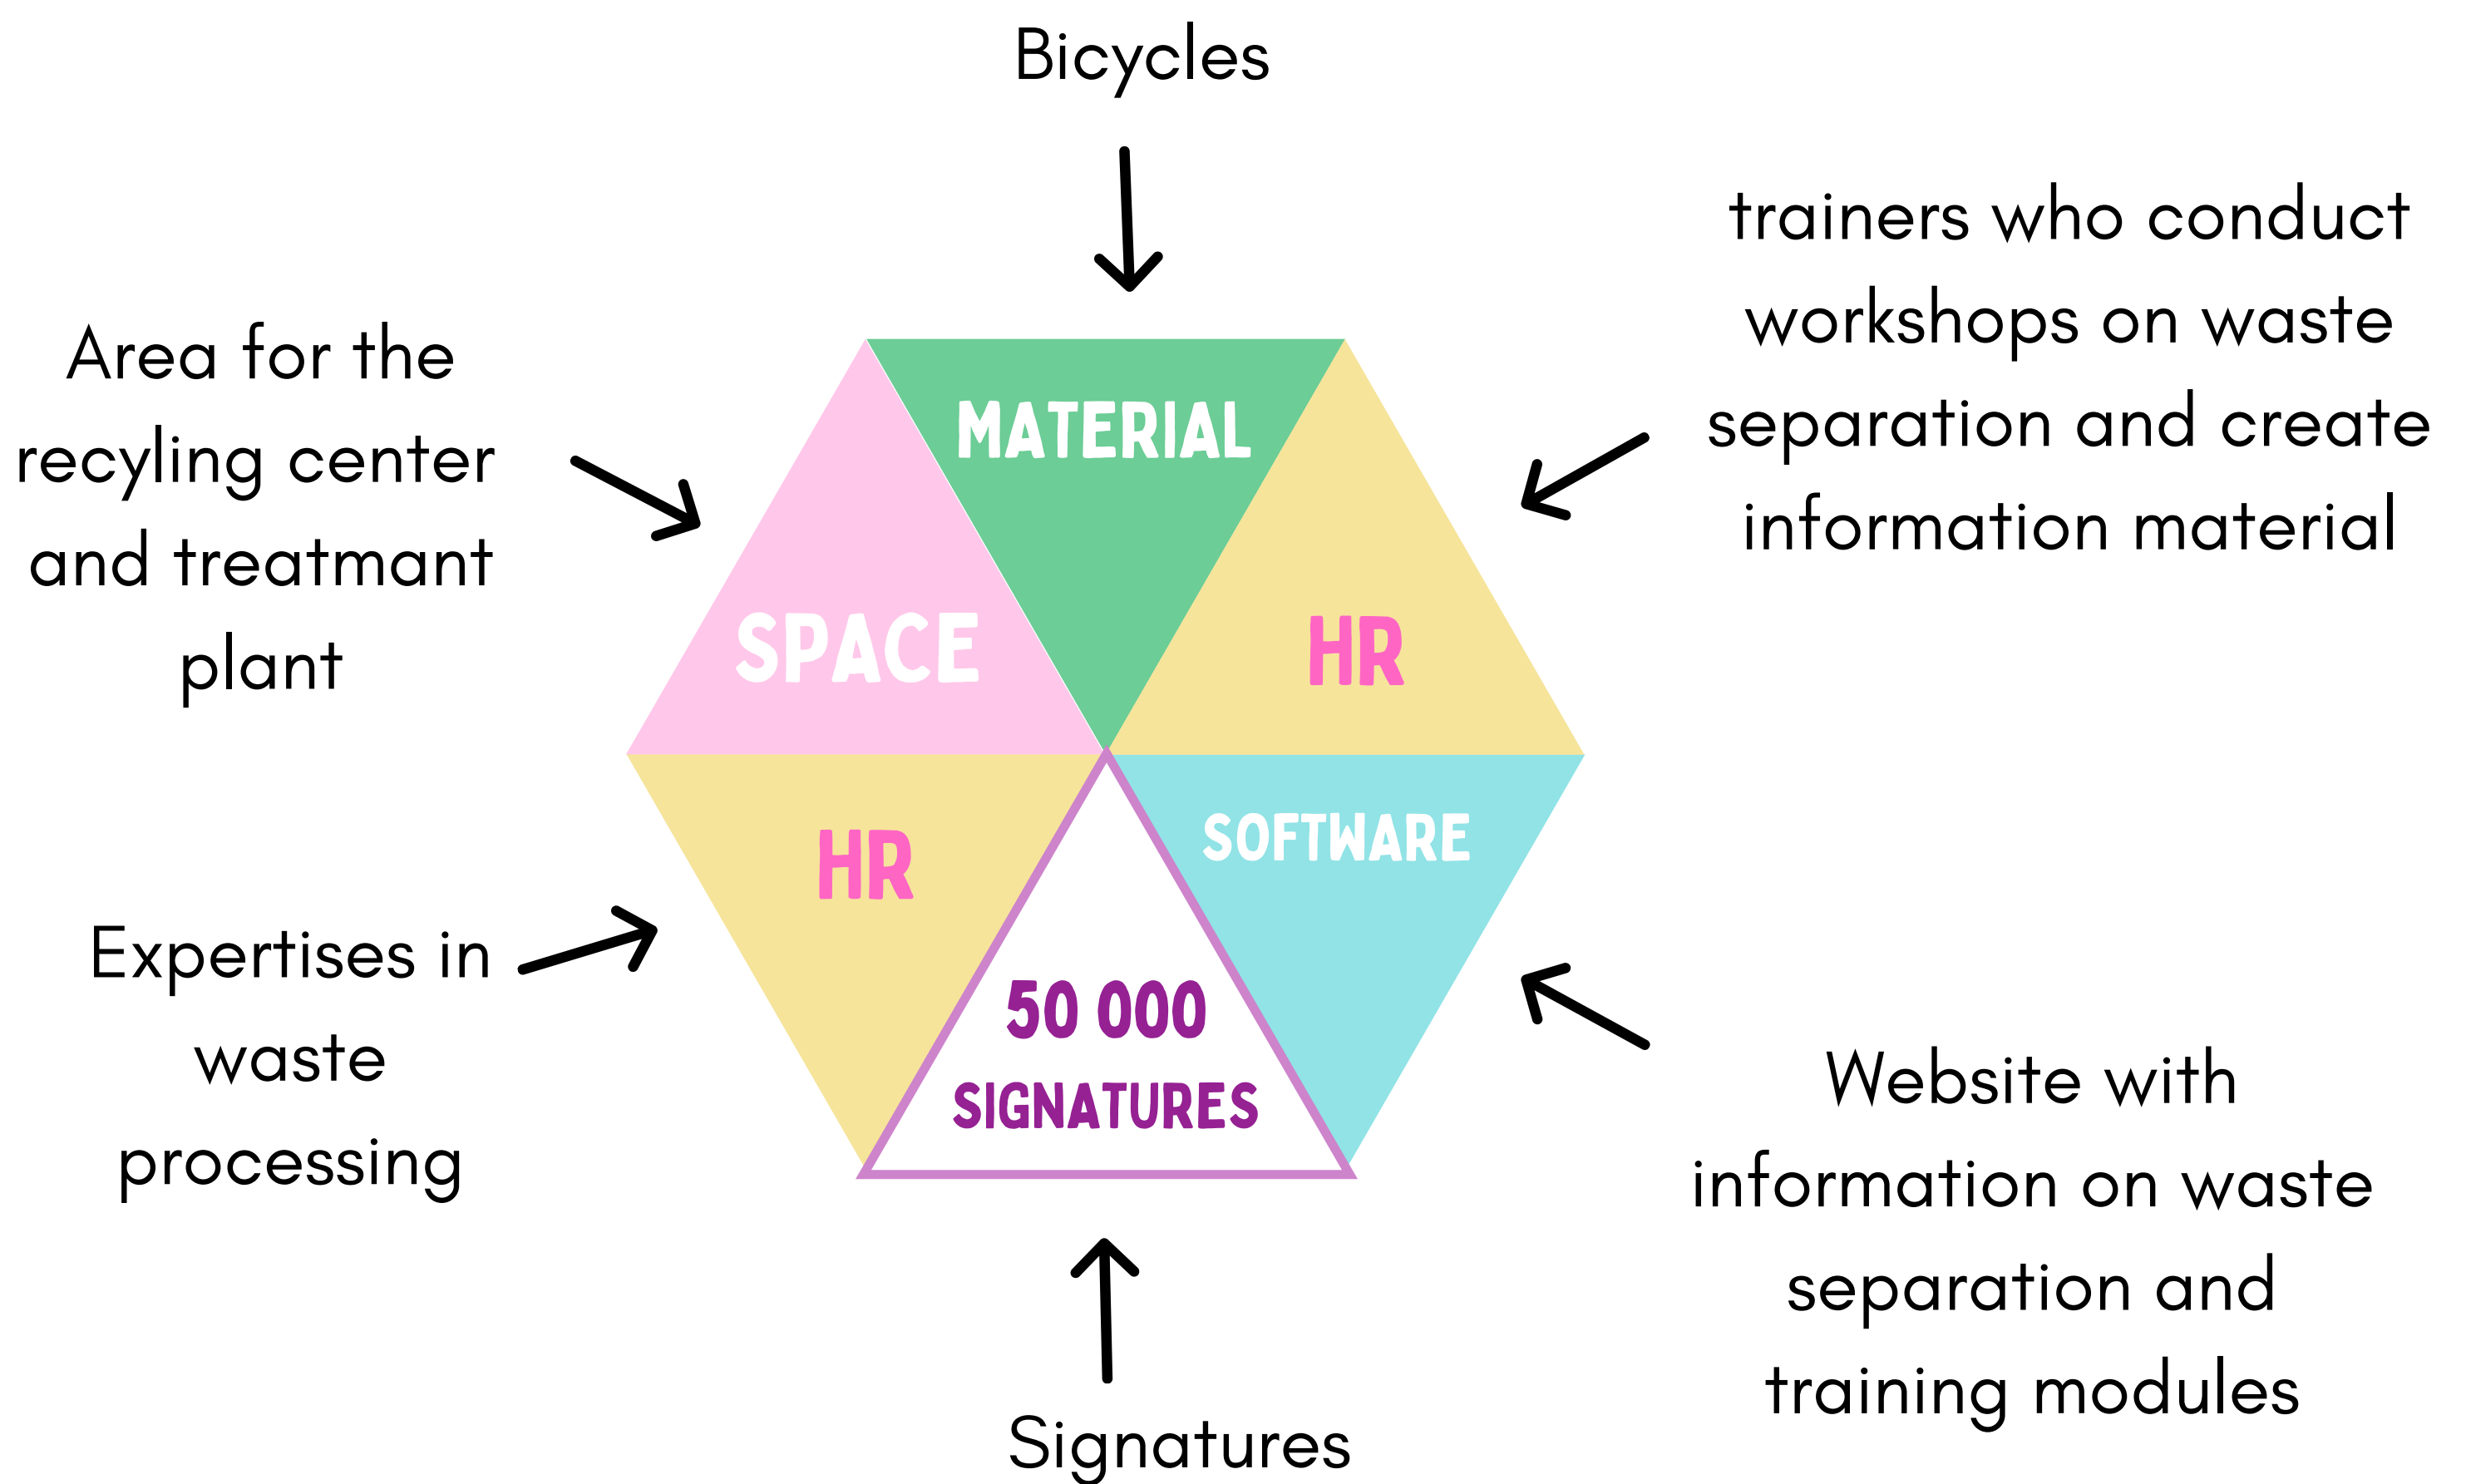 Bicycles
trainers who conduct
workshops on waste
separation and create
information material
Area for the
recyling center
and treatmant
plant
MATERIAL
SPACE
HR
HR
SOFTWARE
50 000
SIGNATURES
Expertises in
waste
processing
Website with
information on waste
separation and
training modules
Signatures